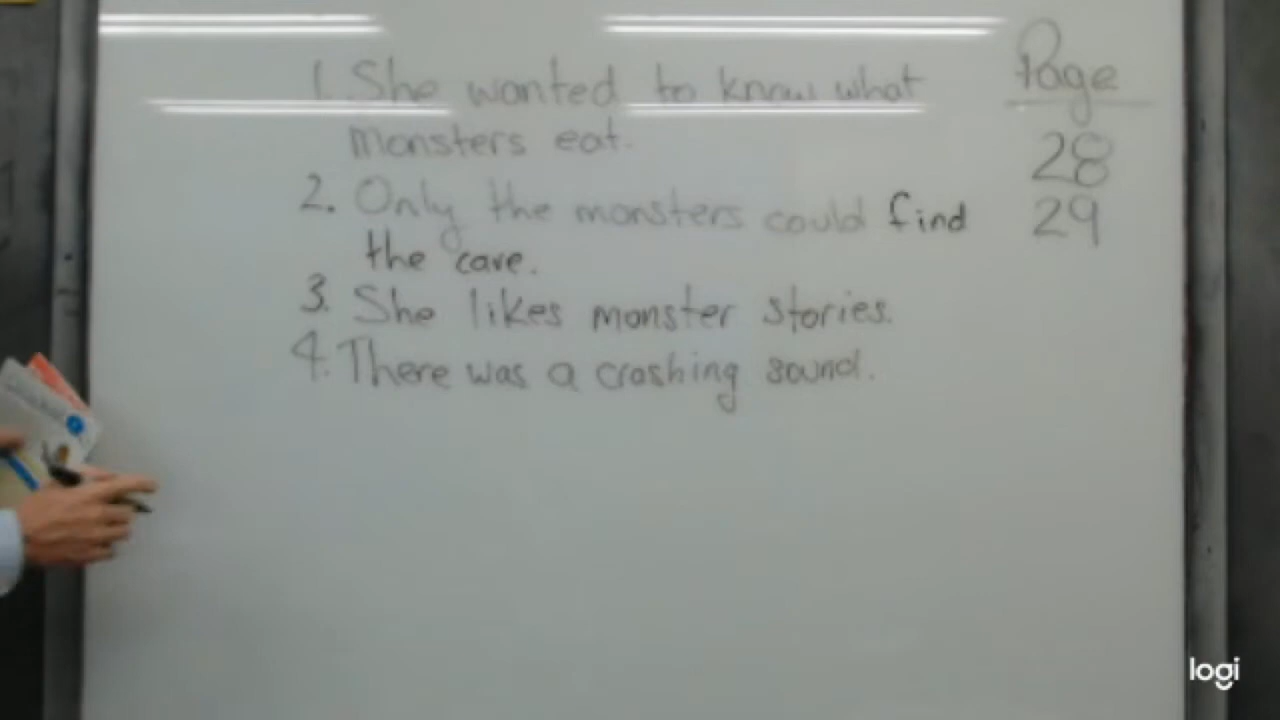 1. She wanted to know what
monsters eat.
2. Only the monsters could find
the cave.
3. She likes monster stories.
4. There was a crashing sound.
Page
28
29
logi